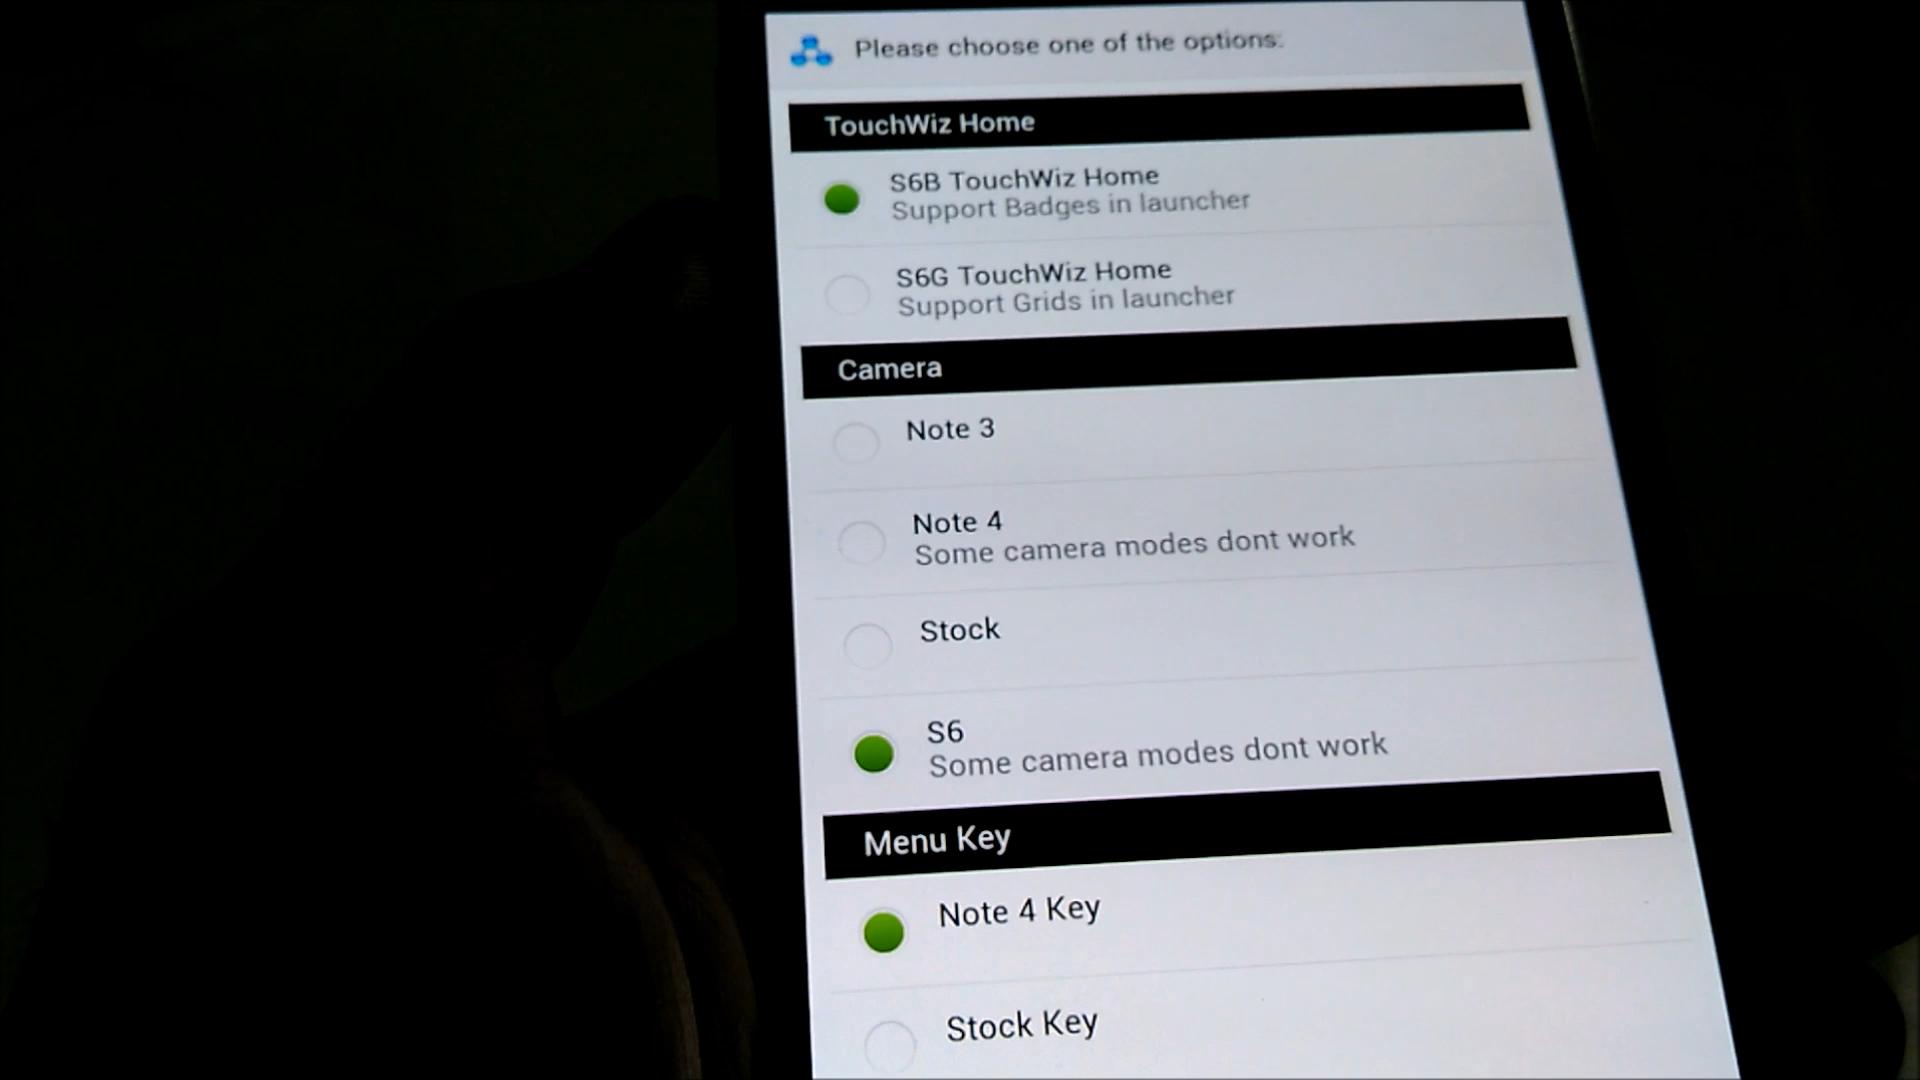 Please choose one of the options:
TouchWiz Home
S6B TouchWiz Home
Support Badges in launcher
S6G TouchWiz Home
Support Grids in launcher
Camera
Note 3
Note 4
Some camera modes dont work
Stock
S6
Some camera modes dont work
Menu Key
Note 4 Key
Stock Key